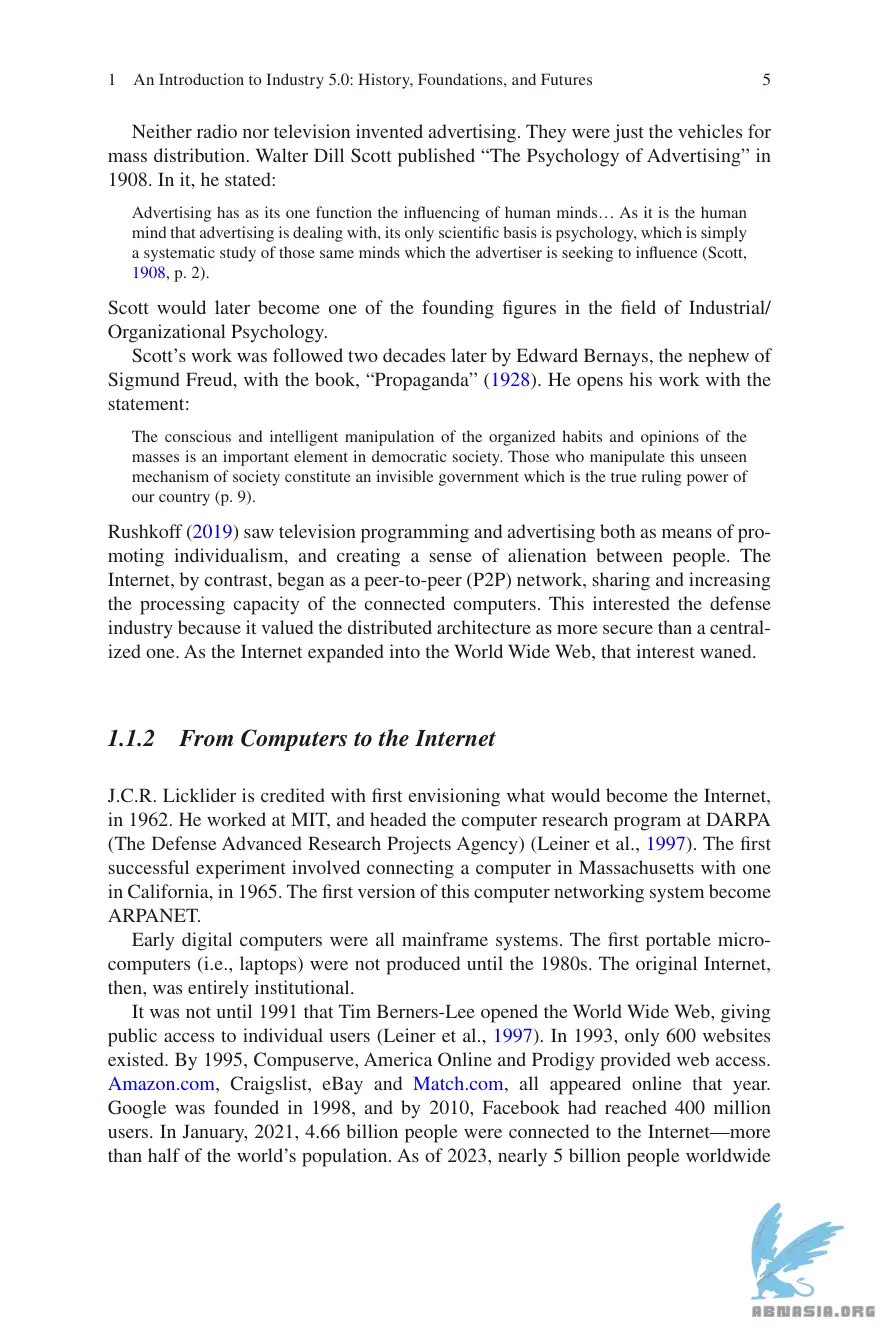 1 An Introduction to Industry 5.0: History, Foundations, and Futures 5
Neither radio nor television invented advertising. They were just the vehicles for
mass distribution. Walter Dill Scott published “The Psychology of Advertising” in
1908. In it, he stated:
Advertising has as its one function the influencing of human minds… As it is the human
mind that advertising is dealing with, its only scientific basis is psychology, which is simply
a systematic study of those same minds which the advertiser is seeking to influence (Scott,
1908, p. 2).
Scott would later become one of the founding figures in the field of Industrial/
Organizational Psychology.
Scott’s work was followed two decades later by Edward Bernays, the nephew of
Sigmund Freud, with the book, “Propaganda” (1928). He opens his work with the
statement:
The conscious and intelligent manipulation of the organized habits and opinions of the
masses is an important element in democratic society. Those who manipulate this unseen
mechanism of society constitute an invisible government which is the true ruling power of
our country (p. 9).
Rushkoff (2019) saw television programming and advertising both as means of pro-
moting individualism, and creating a sense of alienation between people. The
Internet, by contrast, began as a peer-to-peer (P2P) network, sharing and increasing
the processing capacity of the connected computers. This interested the defense
industry because it valued the distributed architecture as more secure than a central-
ized one. As the Internet expanded into the World Wide Web, that interest waned.
1.1.2 From Computers to the Internet
J.C.R. Licklider is credited with first envisioning what would become the Internet,
in 1962. He worked at MIT, and headed the computer research program at DARPA
(The Defense Advanced Research Projects Agency) (Leiner et al., 1997). The first
successful experiment involved connecting a computer in Massachusetts with one
in California, in 1965. The first version of this computer networking system become
ARPANET.
Early digital computers were all mainframe systems. The first portable micro-
computers (i.e., laptops) were not produced until the 1980s. The original Internet,
then, was entirely institutional.
It was not until 1991 that Tim Berners-Lee opened the World Wide Web, giving
public access to individual users (Leiner et al., 1997). In 1993, only 600 websites
existed. By 1995, Compuserve, America Online and Prodigy provided web access.
Amazon.com, Craigslist, eBay and Match.com, all appeared online that year.
Google was founded in 1998, and by 2010, Facebook had reached 400 million
users. In January, 2021, 4.66 billion people were connected to the Internet—more
than half of the world’s population. As of 2023, nearly 5 billion people worldwide
ABNASIA.ORG